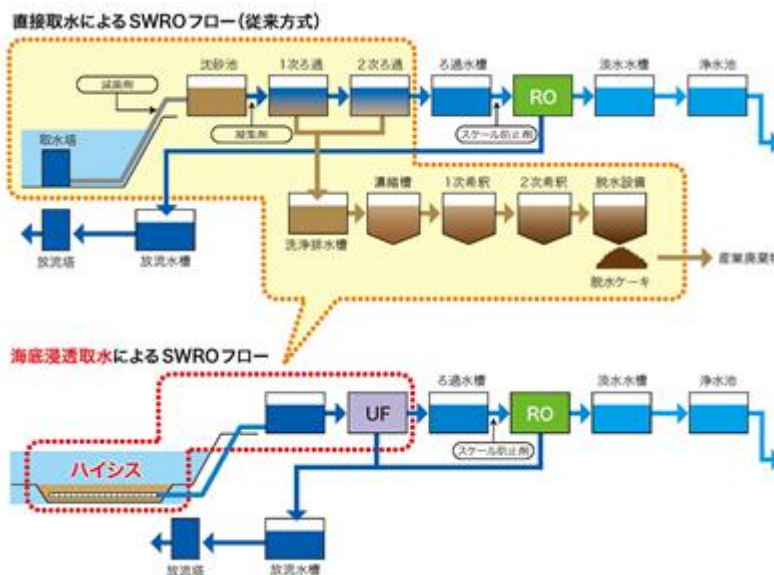 直接取水によるSWROフロー(従来方式)
滅菌剤
沈砂池
1次ろ過
2次ろ過
ろ過水槽
RO
淡水水槽
浄水池
凝集剤
スケール防止剤
取水塔
濃縮槽
1次希釈
2次希釈
脱水設備
洗浄排水槽
放流塔
放流水槽
脱水ケーキ
産業廃棄物
海底浸透取水によるSWROフロー
ろ過水槽
淡水水槽
浄水池
UF
RO
スケール防止剤
ハイシス
放流塔
放流水槽